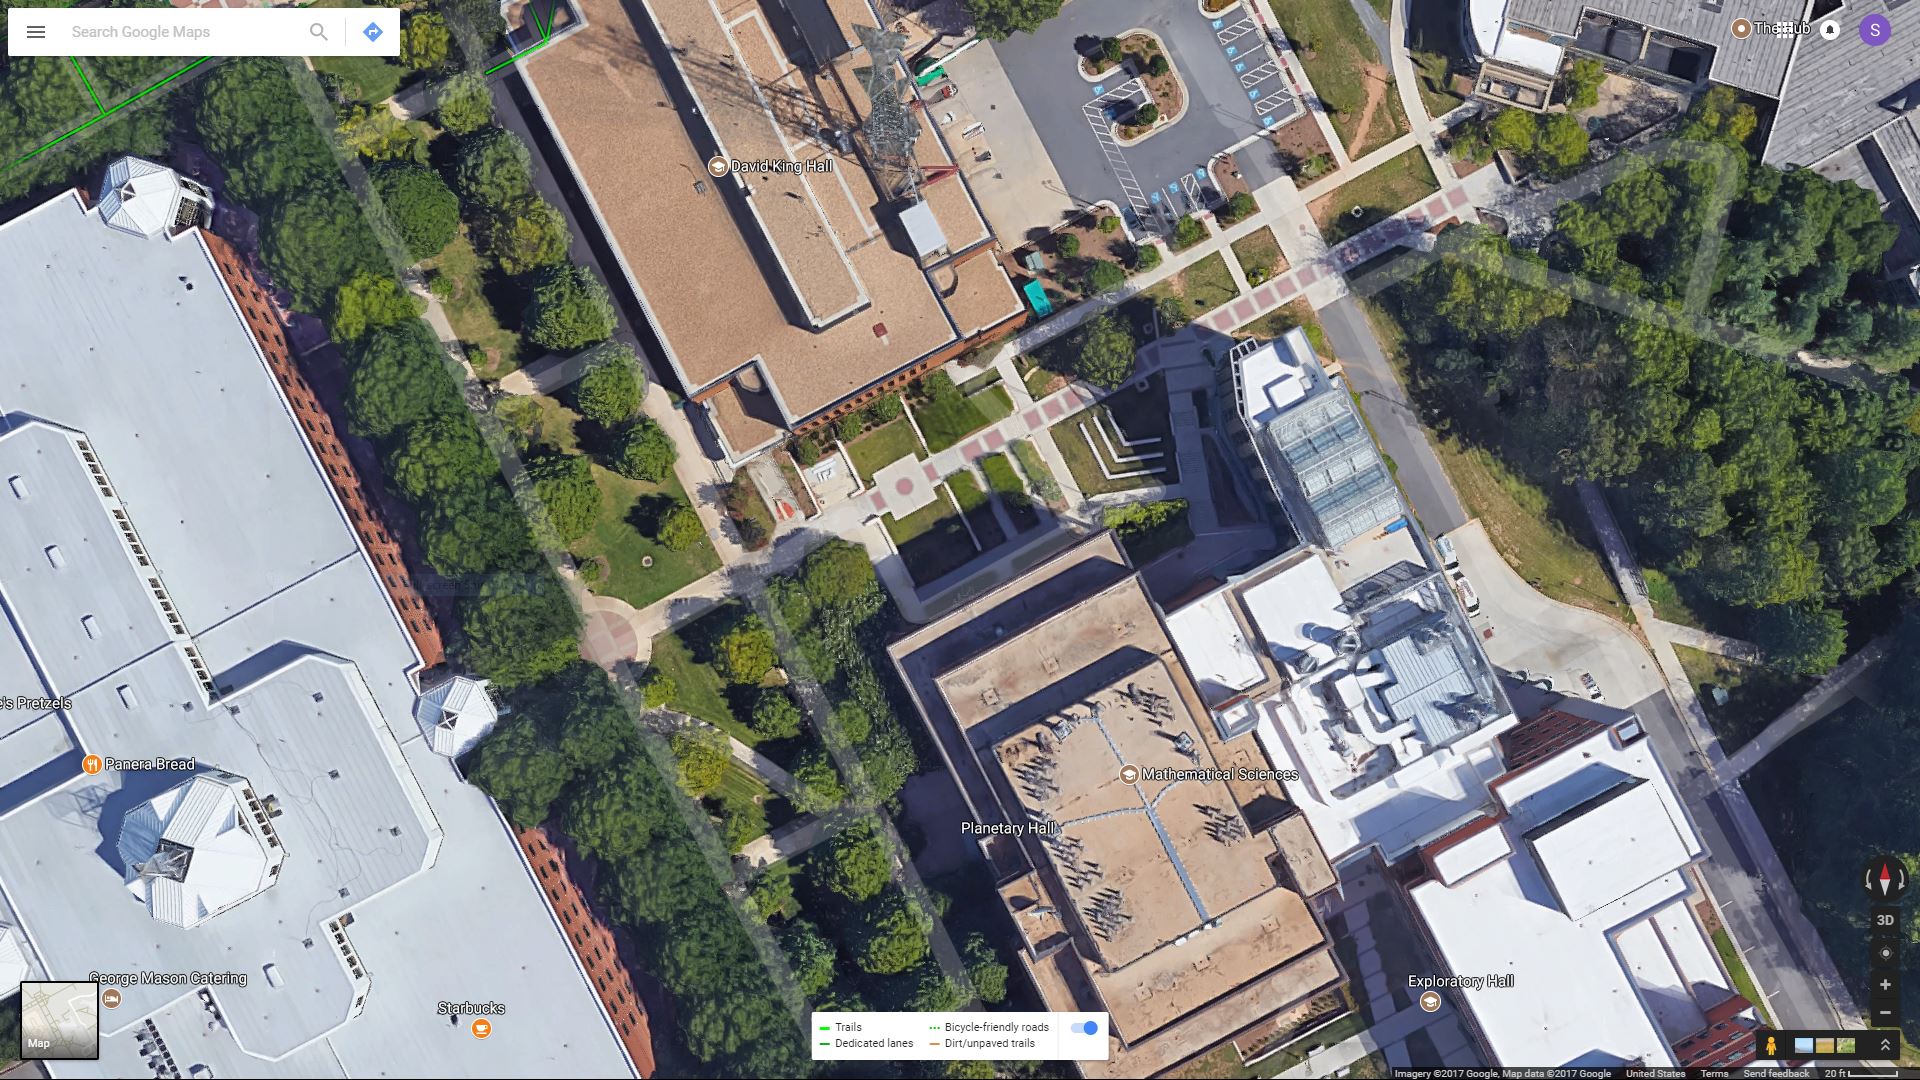 Search Google Maps
The Hub
S
David King Hall
's Pretzels
Panera Bread
Mathematical Sciences
Planetary Hall
3D
George Mason Catering
Exploratory Hall
Starbucks
Map
Trails
Bicycle-friendly roads
Dedicated lanes
Dirt/unpaved trails
Imagery ©2017 Google, Map data ©2017 Google United States Terms Send feedback 20 ft